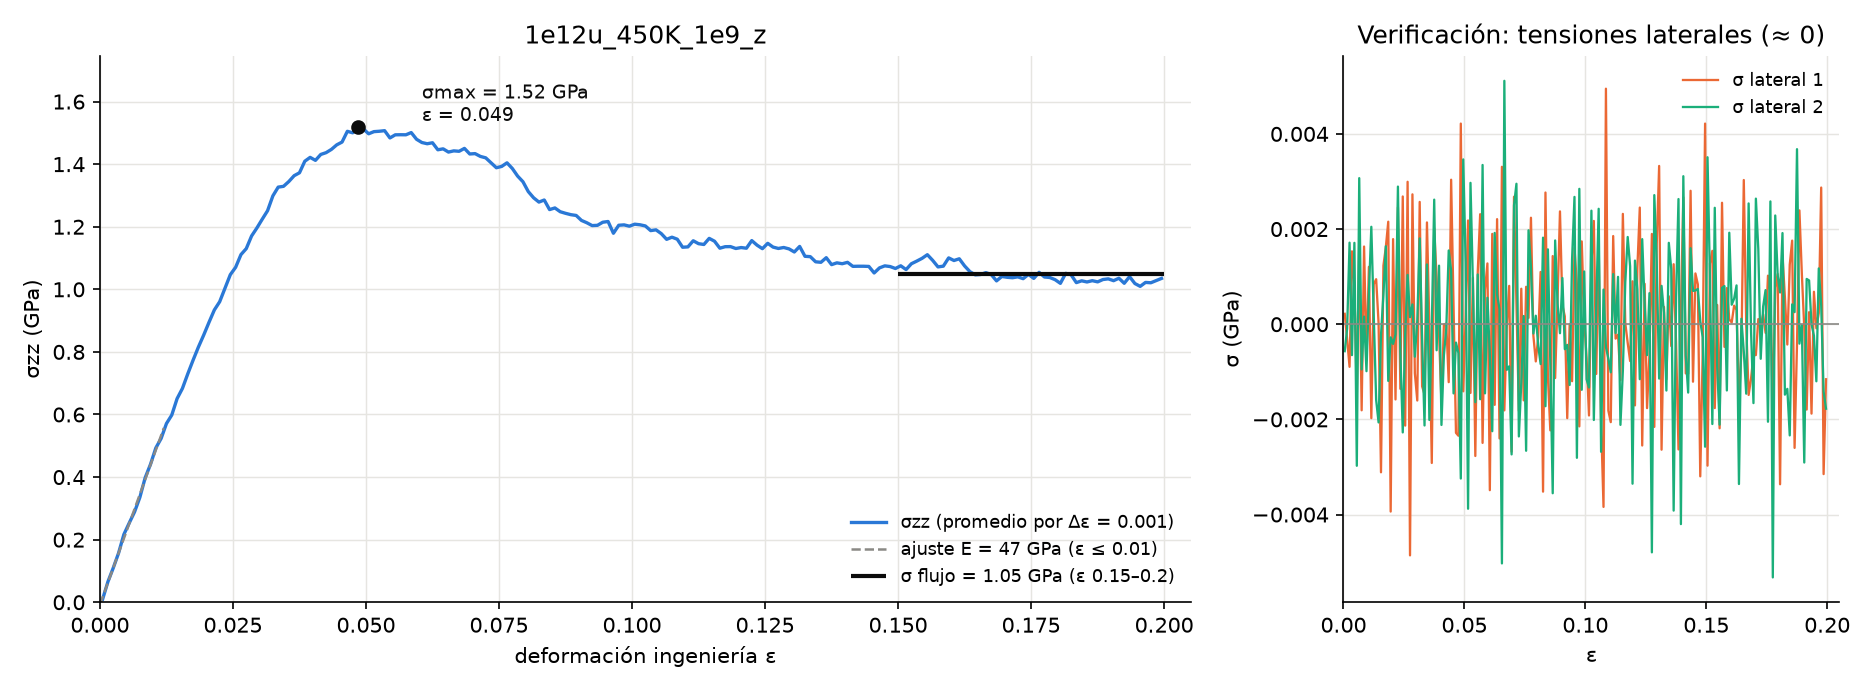 1e12u_450K_1e9_z
σmax = 1.52 GPa
ε = 0.049
σzz (GPa)
1.6
1.4
1.2
1.0
0.8
0.6
0.4
0.2
0.0
σzz (promedio por Δε = 0.001)
ajuste E = 47 GPa (ε ≤ 0.01)
σ flujo = 1.05 GPa (ε 0.15–0.2)
0.000 0.025 0.050 0.075 0.100 0.125 0.150 0.175 0.200
deformación ingeniería ε
Verificación: tensiones laterales (≈ 0)
σ lateral 1
σ lateral 2
σ (GPa)
0.004
0.002
0.000
−0.002
−0.004
0.00 0.05 0.10 0.15 0.20
ε